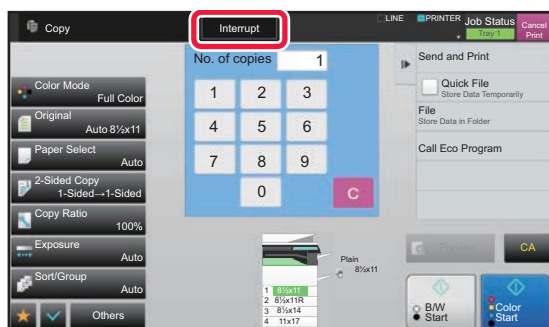 Copy
Interrupt
LINE
PRINTER
Job Status
Tray 1
Cancel
Print
No. of copies
1
Color Mode
Full Color
Original
Auto 8½x11
Paper Select
Auto
2-Sided Copy
1-Sided→1-Sided
Copy Ratio
100%
Exposure
Auto
Sort/Group
Auto
Others
1 2 3
4 5 6
7 8 9
0 C
Plain
8½x11
1 8½x11
2 8½x11R
3 8½x14
4 11x17
Send and Print
Quick File
Store Data Temporarily
File
Store Data in Folder
Call Eco Program
Preview
CA
B/W
Start
Color
Start